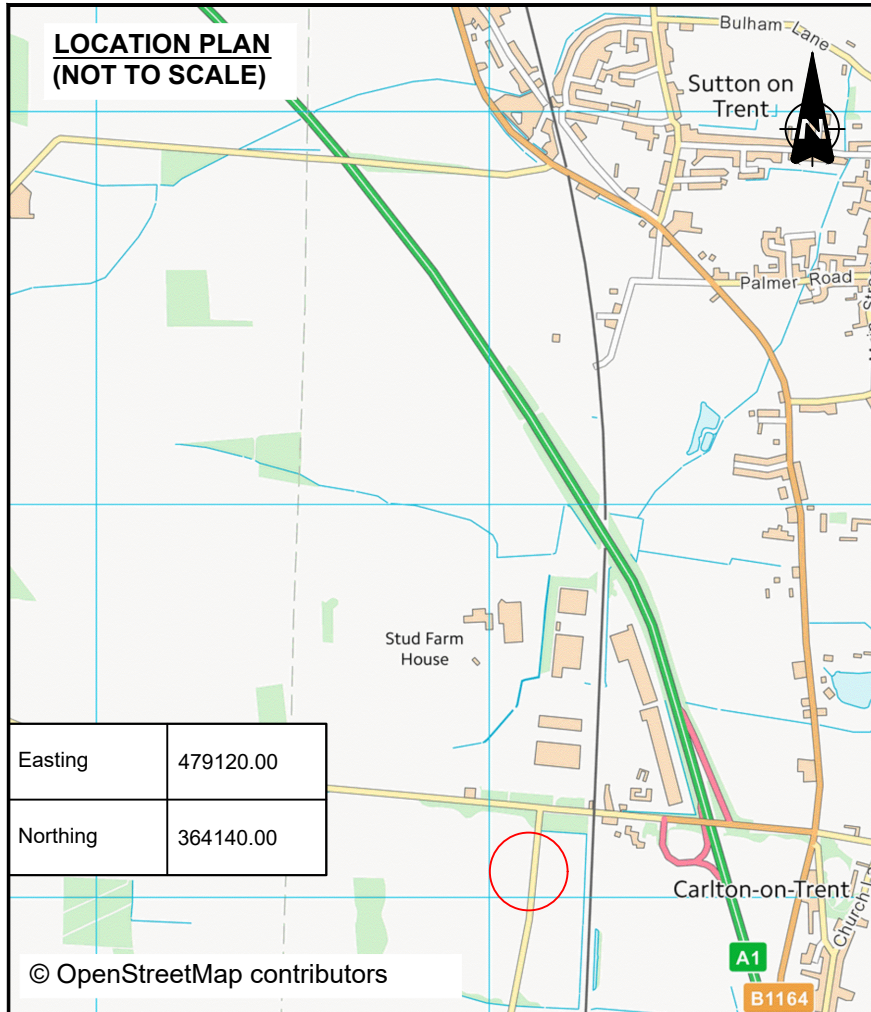 LOCATION PLAN
(NOT TO SCALE)
Bulham Lane
Sutton on
Trent
N
Palmer Road
Stud Farm
House
Easting 479120.00
Northing 364140.00
Carlton-on-Trent
A1
B1164
© OpenStreetMap contributors